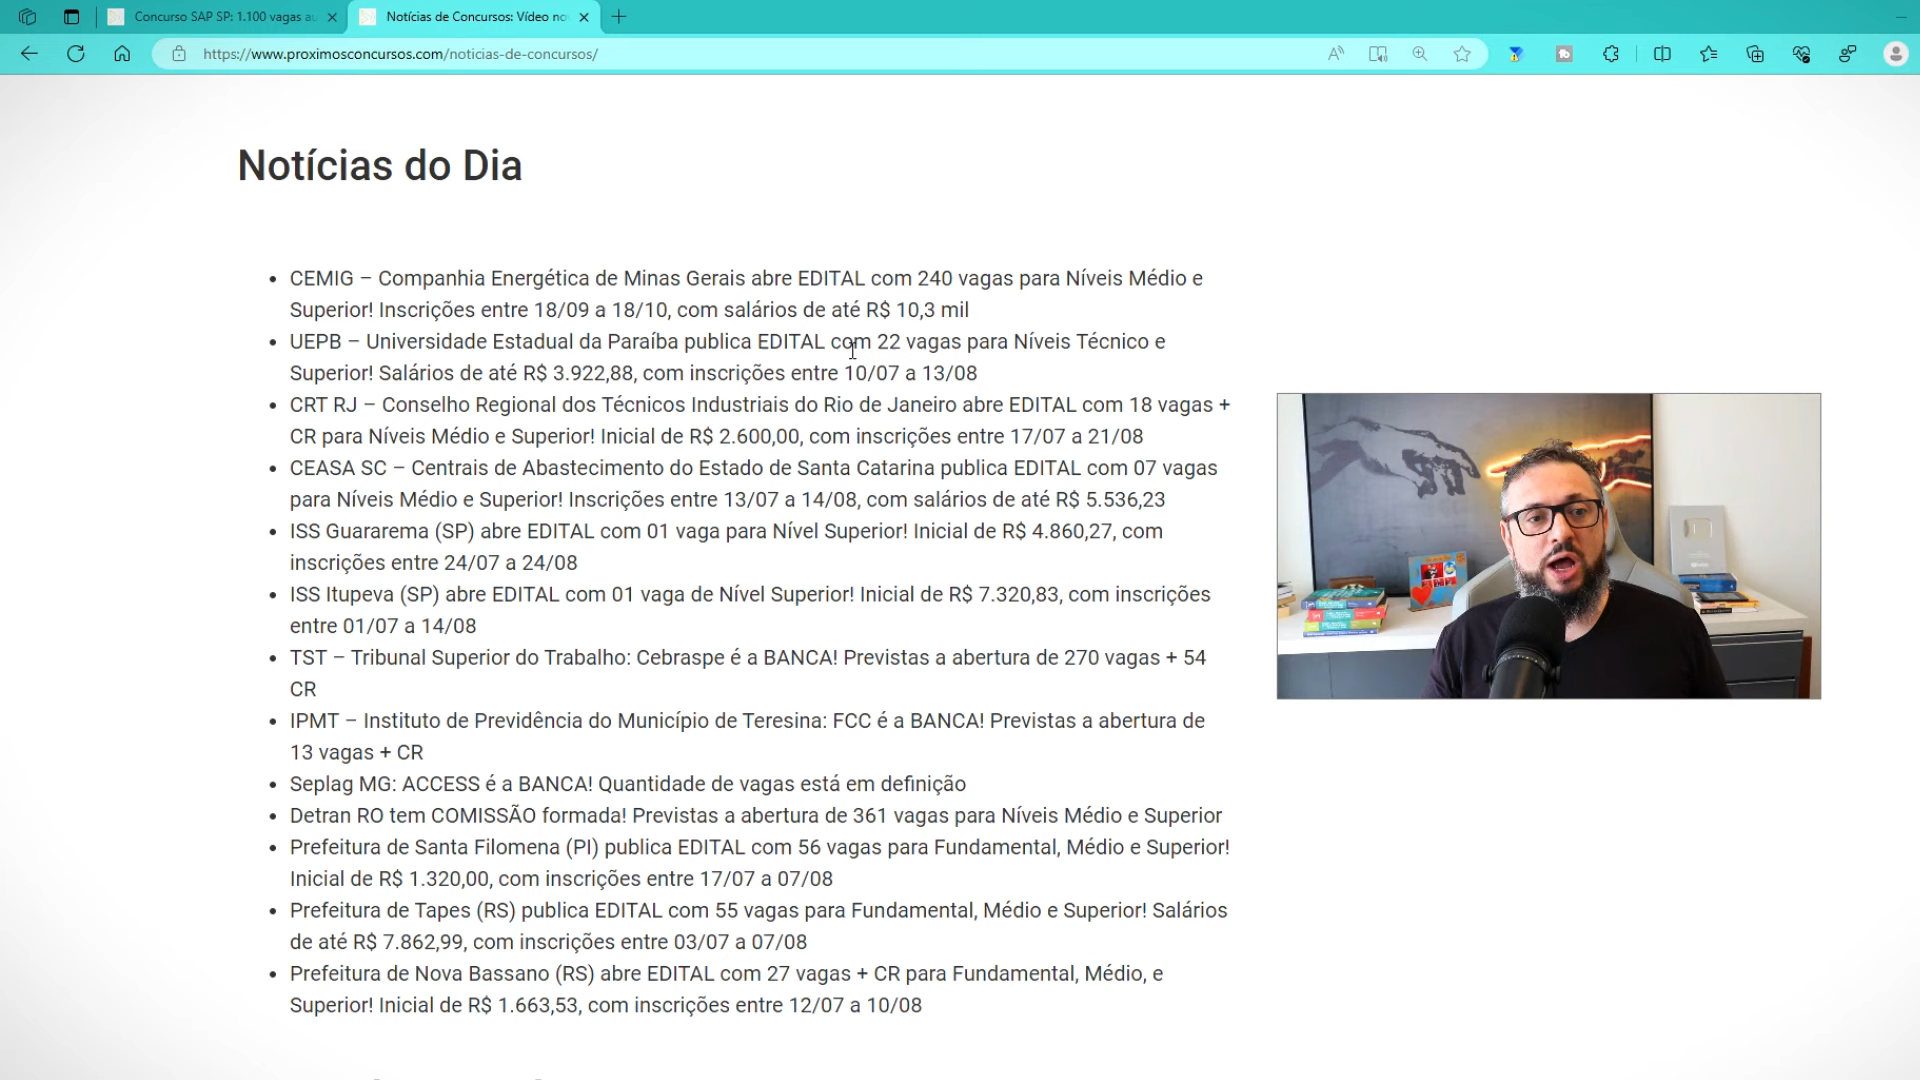 Concurso SAP SP: 1.100 vagas au
Notícias de Concursos: Vídeo no
https://www.proximosconcursos.com/noticias-de-concursos/
Notícias do Dia
• CEMIG – Companhia Energética de Minas Gerais abre EDITAL com 240 vagas para Níveis Médio e
Superior! Inscrições entre 18/09 a 18/10, com salários de até R$ 10,3 mil
• UEPB – Universidade Estadual da Paraíba publica EDITAL com 22 vagas para Níveis Técnico e
Superior! Salários de até R$ 3.922,88, com inscrições entre 10/07 a 13/08
• CRT RJ – Conselho Regional dos Técnicos Industriais do Rio de Janeiro abre EDITAL com 18 vagas +
CR para Níveis Médio e Superior! Inicial de R$ 2.600,00, com inscrições entre 17/07 a 21/08
• CEASA SC – Centrais de Abastecimento do Estado de Santa Catarina publica EDITAL com 07 vagas
para Níveis Médio e Superior! Inscrições entre 13/07 a 14/08, com salários de até R$ 5.536,23
• ISS Guararema (SP) abre EDITAL com 01 vaga para Nível Superior! Inicial de R$ 4.860,27, com
inscrições entre 24/07 a 24/08
• ISS Itupeva (SP) abre EDITAL com 01 vaga de Nível Superior! Inicial de R$ 7.320,83, com inscrições
entre 01/07 a 14/08
• TST – Tribunal Superior do Trabalho: Cebraspe é a BANCA! Previstas a abertura de 270 vagas + 54
CR
• IPMT – Instituto de Previdência do Município de Teresina: FCC é a BANCA! Previstas a abertura de
13 vagas + CR
• Seplag MG: ACCESS é a BANCA! Quantidade de vagas está em definição
• Detran RO tem COMISSÃO formada! Previstas a abertura de 361 vagas para Níveis Médio e Superior
• Prefeitura de Santa Filomena (PI) publica EDITAL com 56 vagas para Fundamental, Médio e Superior!
Inicial de R$ 1.320,00, com inscrições entre 17/07 a 07/08
• Prefeitura de Tapes (RS) publica EDITAL com 55 vagas para Fundamental, Médio e Superior! Salários
de até R$ 7.862,99, com inscrições entre 03/07 a 07/08
• Prefeitura de Nova Bassano (RS) abre EDITAL com 27 vagas + CR para Fundamental, Médio, e
Superior! Inicial de R$ 1.663,53, com inscrições entre 12/07 a 10/08